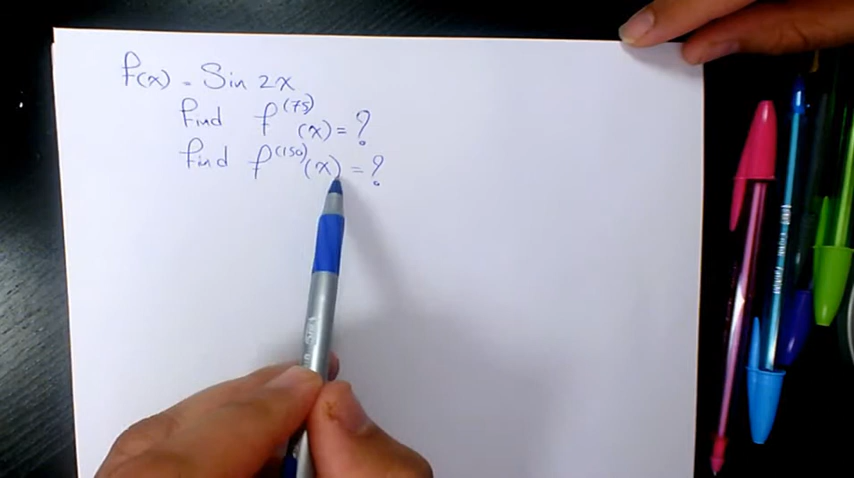 f(x) = Sin 2x
find f^(75)(x) = ?
find f^(150)(x) = ?